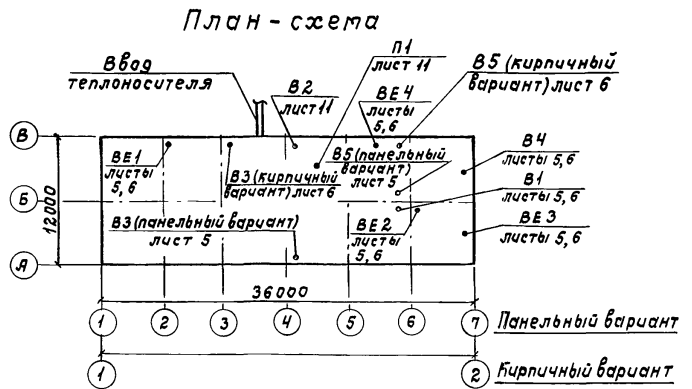 План-схема
Ввод
теплоносителя
В2
лист 11
П1
лист 11
ВЕ4
листы
5,6
В5 (кирпичный
вариант) лист 6
В
ВЕ1
листы
5,6
В3 (кирпичный
вариант) лист 6
В5 (панельный
вариант)
лист 5
В4
листы 5,6
В1
листы 5,6
Б
12000
В3 (панельный вариант)
лист 5
ВЕ2
листы
5,6
ВЕ3
листы 5,6
А
36000
1 2 3 4 5 6 7 Панельный вариант
1 2 Кирпичный вариант